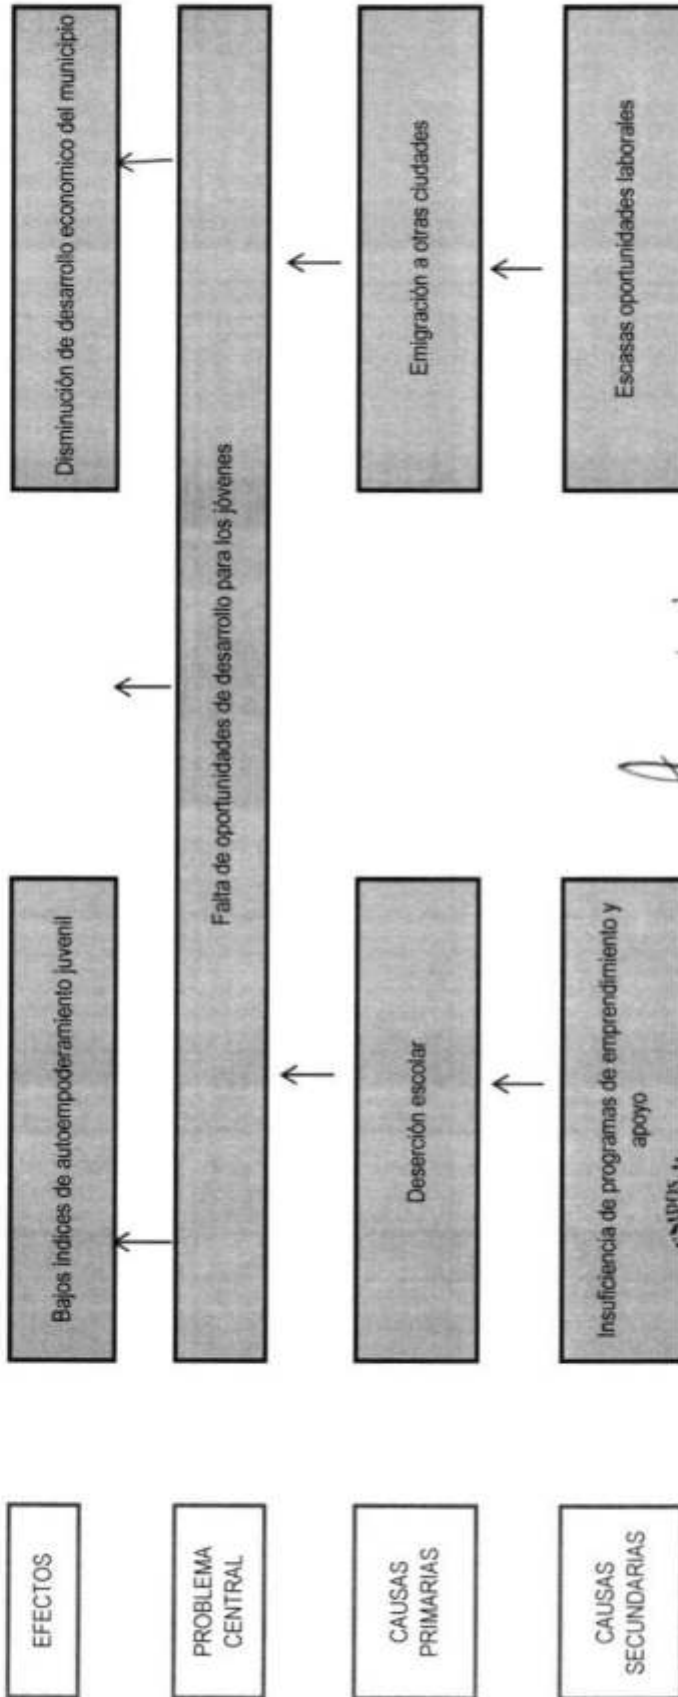 EFECTOS
Bajos índices de autoempoderamiento juvenil
Disminución de desarrollo economico del municipio
PROBLEMA
CENTRAL
Falta de oportunidades de desarrollo para los jóvenes
CAUSAS
PRIMARIAS
Deserción escolar
Emigración a otras ciudades
CAUSAS
SECUNDARIAS
Insuficiencia de programas de emprendimiento y
apoyo
Escasas oportunidades laborales